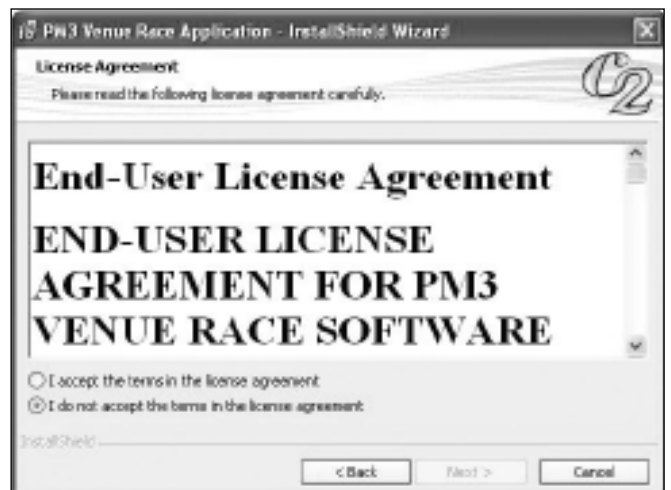 PM3 Venue Race Application - InstallShield Wizard
License Agreement
Please read the following license agreement carefully.
C2
End-User License Agreement
END-USER LICENSE
AGREEMENT FOR PM3
VENUE RACE SOFTWARE
I accept the terms in the license agreement
I do not accept the terms in the license agreement
InstallShield
< Back Next > Cancel